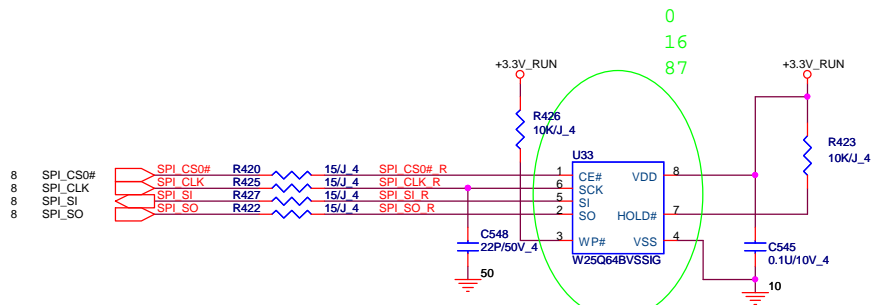 0
16
87
+3.3V_RUN
+3.3V_RUN
R426
10K/J_4
R423
10K/J_4
U33
8 SPI_CS0# SPI_CS0# R420 15/J_4 SPI_CS0#_R 1 CE# VDD 8
8 SPI_CLK SPI_CLK R425 15/J_4 SPI_CLK_R 6 SCK
8 SPI_SI SPI_SI R427 15/J_4 SPI_SI_R 5 SI
8 SPI_SO SPI_SO R422 15/J_4 SPI_SO_R 2 SO HOLD# 7
3 WP# VSS 4
C548
22P/50V_4
W25Q64BVSSIG
C545
0.1U/10V_4
50
10